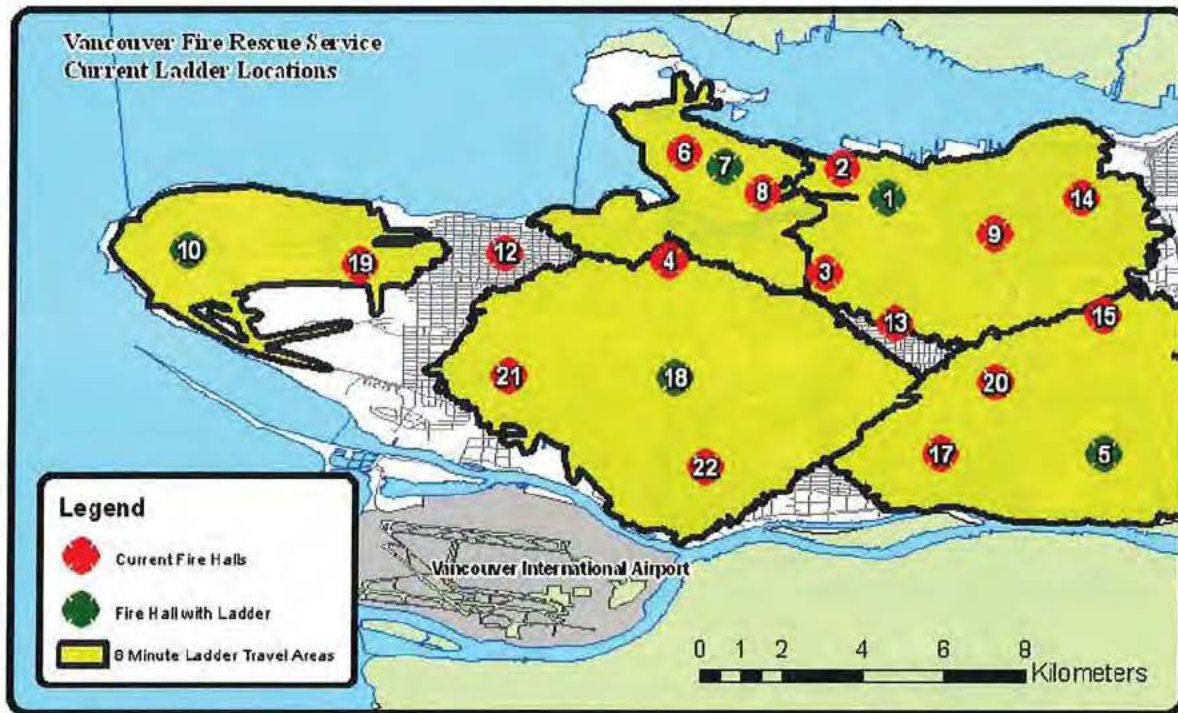 Vancouver Fire Rescue Service
Current Ladder Locations
6
7
8
2
1
14
9
10
19
12
4
3
13
15
21
18
20
22
17
5
Vancouver International Airport
Legend
Current Fire Halls
Fire Hall with Ladder
8 Minute Ladder Travel Areas
0 1 2 4 6 8
Kilometers